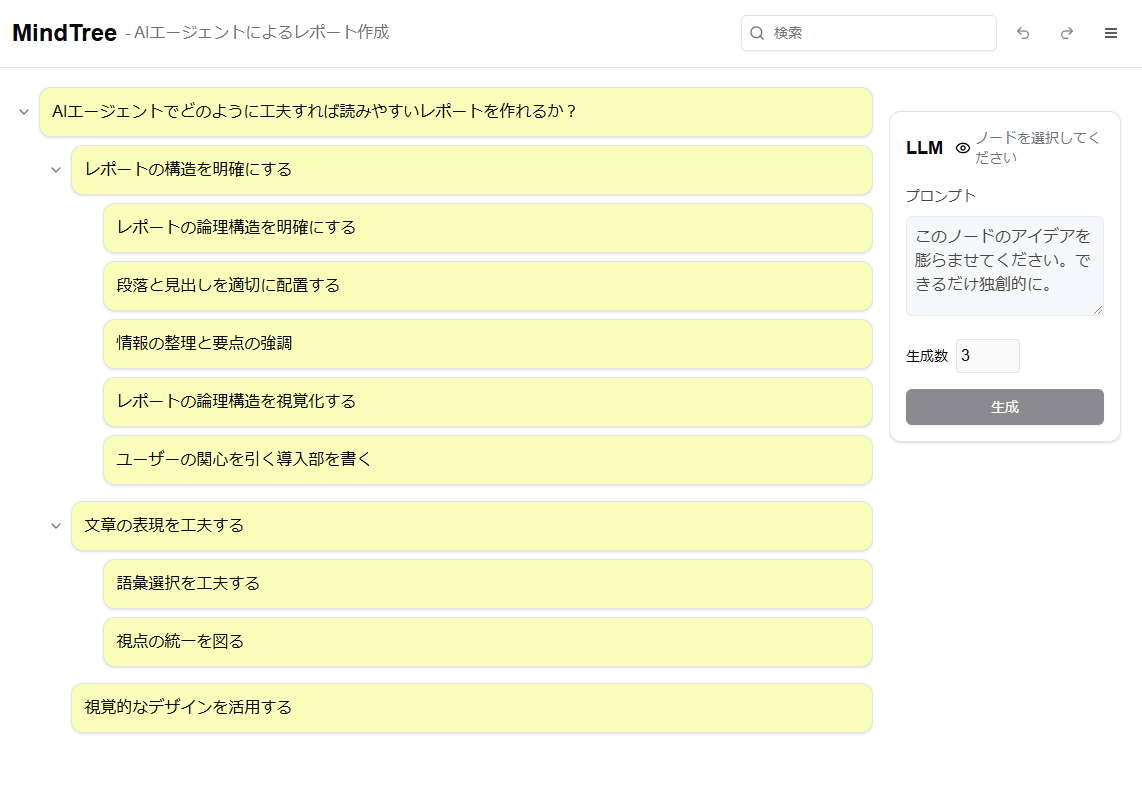 MindTree - AIエージェントによるレポート作成
検索
AIエージェントでどのように工夫すれば読みやすいレポートを作れるか？
レポートの構造を明確にする
レポートの論理構造を明確にする
段落と見出しを適切に配置する
情報の整理と要点の強調
レポートの論理構造を視覚化する
ユーザーの関心を引く導入部を書く
文章の表現を工夫する
語彙選択を工夫する
視点の統一を図る
視覚的なデザインを活用する
LLM
ノードを選択してく
ださい
プロンプト
このノードのアイデアを
膨らませてください。で
きるだけ独創的に。
生成数 3
生成